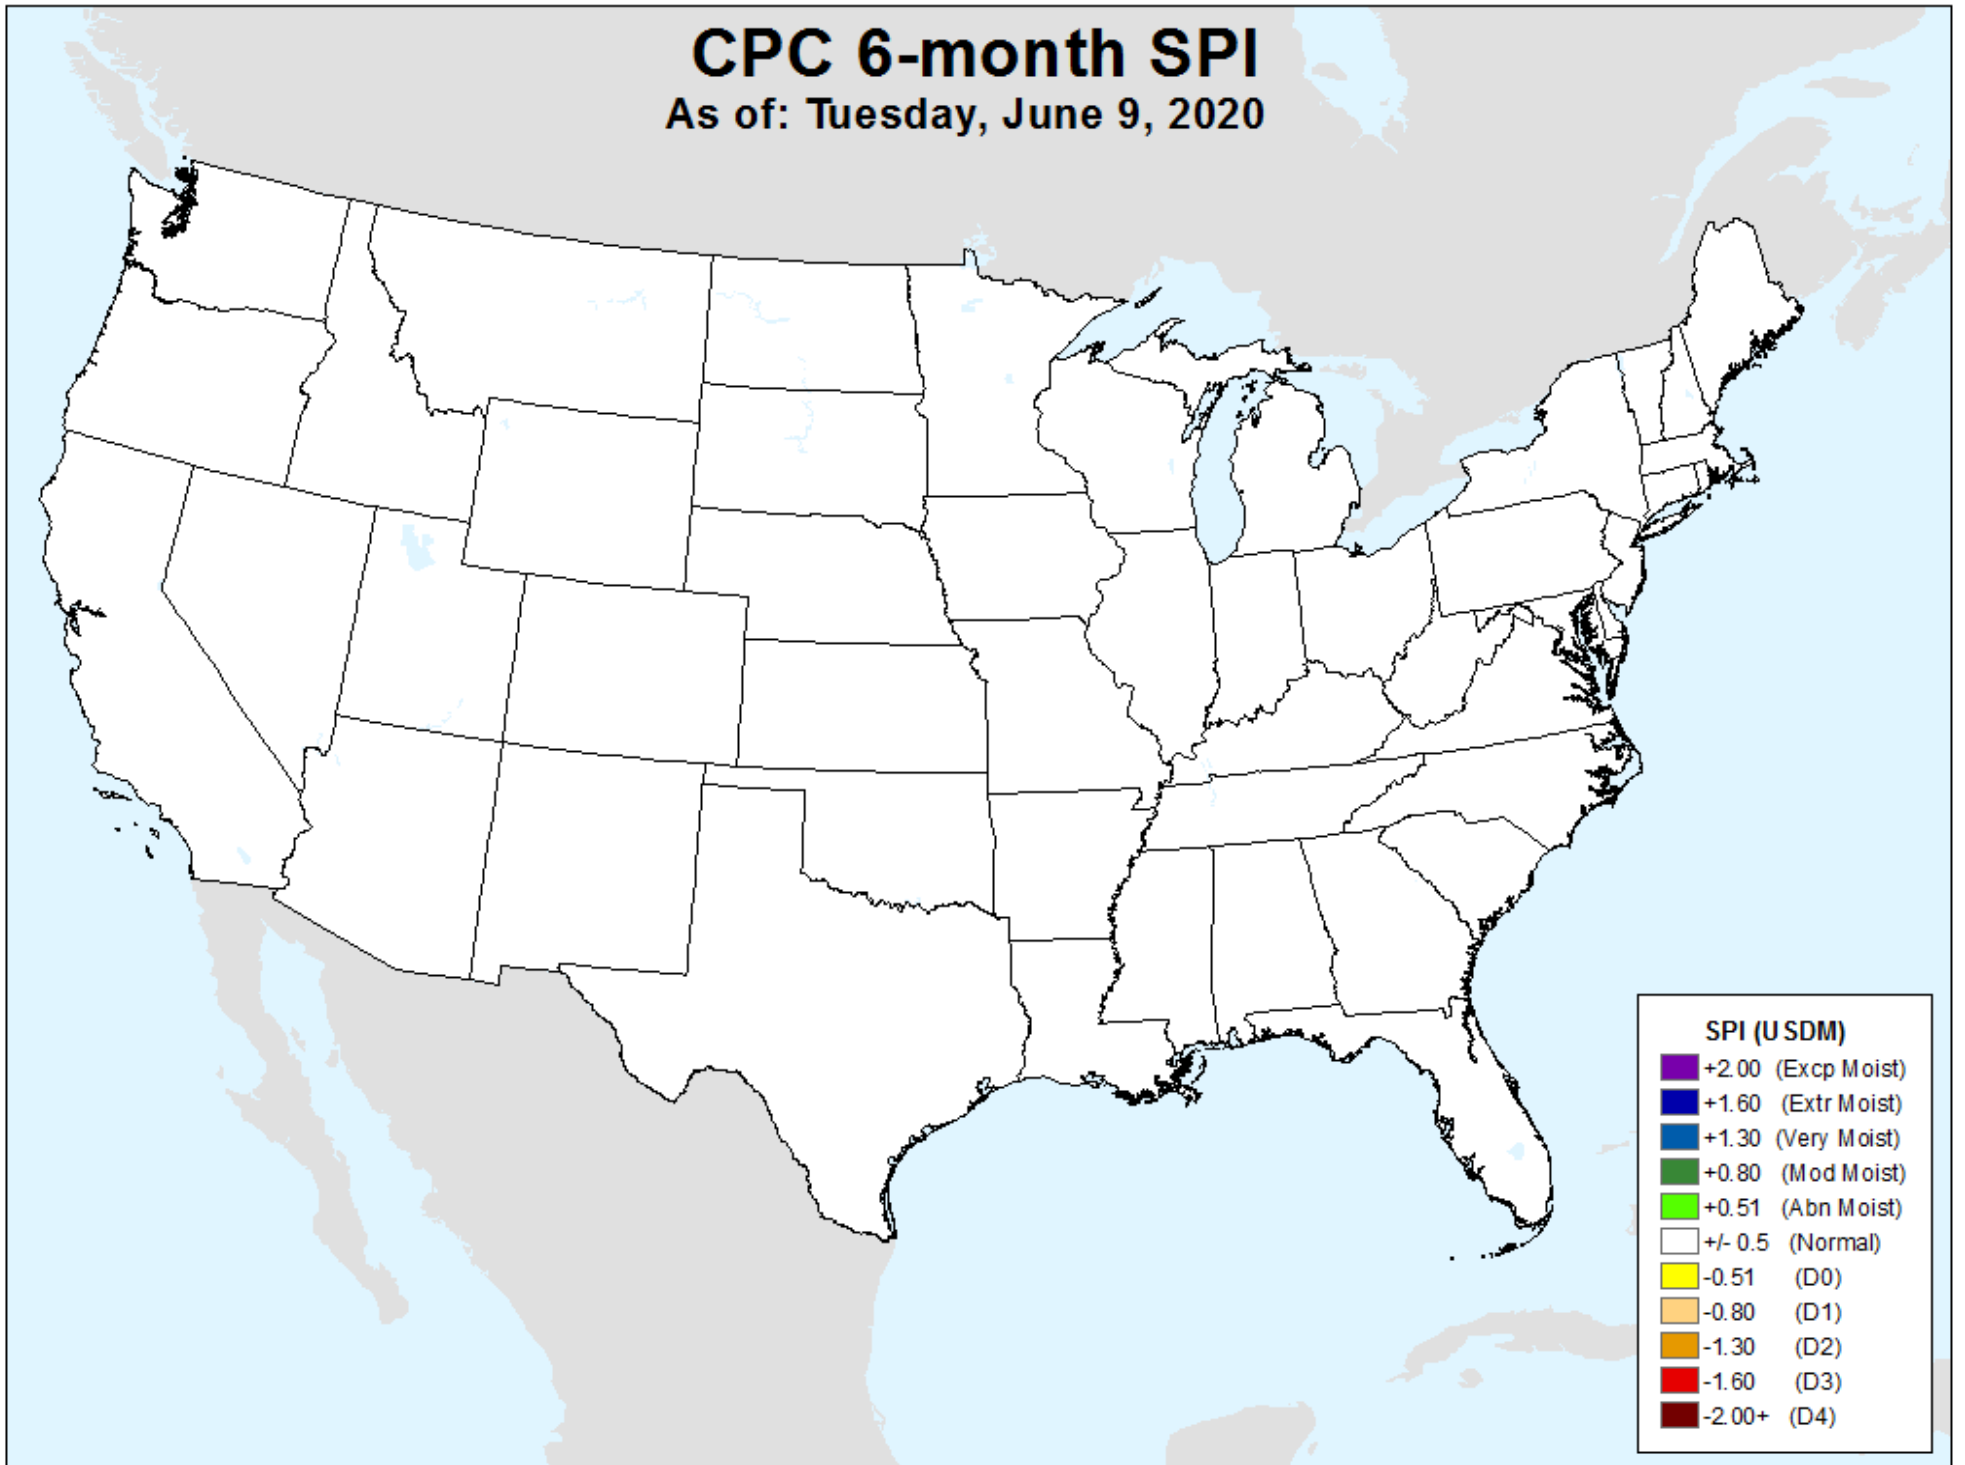 CPC 6-month SPI
As of: Tuesday, June 9, 2020
SPI (USDM)
+2.00 (Excp Moist)
+1.60 (Extr Moist)
+1.30 (Very Moist)
+0.80 (Mod Moist)
+0.51 (Abn Moist)
+/- 0.5 (Normal)
-0.51 (D0)
-0.80 (D1)
-1.30 (D2)
-1.60 (D3)
-2.00+ (D4)